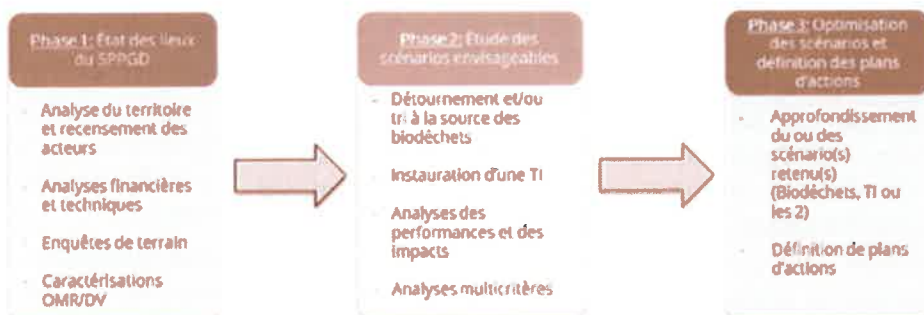 Phase 1: État des lieux
du SPPGD
Analyse du territoire
et recensement des
acteurs
Analyses financières
et techniques
Enquêtes de terrain
Caractérisations
OMR/DV
Phase 2: Étude des
scénarios envisageables
Détournement et/ou
tri à la source des
biodéchets
Instauration d'une TI
Analyses des
performances et des
impacts
Analyses multicritères
Phase 3: Optimisation
des scénarios et
définition des plans
d'actions
Approfondissement
du ou des
scénario(s)
retenu(s)
(Biodéchets, TI ou
les 2)
Définition de plans
d'actions